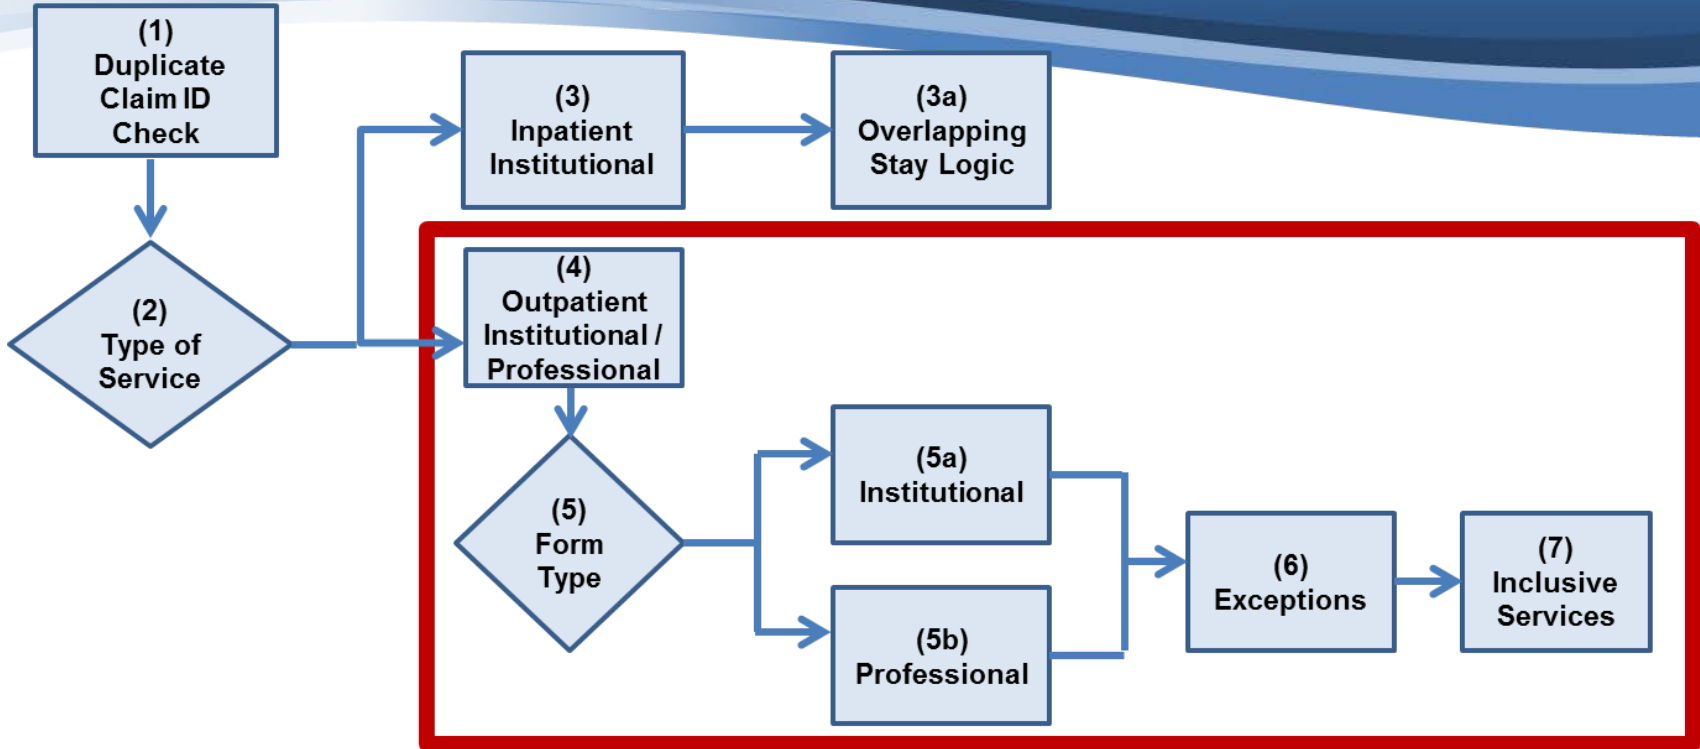 (1)
Duplicate
Claim ID
Check
(2)
Type of
Service
(3)
Inpatient
Institutional
(3a)
Overlapping
Stay Logic
(4)
Outpatient
Institutional /
Professional
(5)
Form
Type
(5a)
Institutional
(5b)
Professional
(6)
Exceptions
(7)
Inclusive
Services